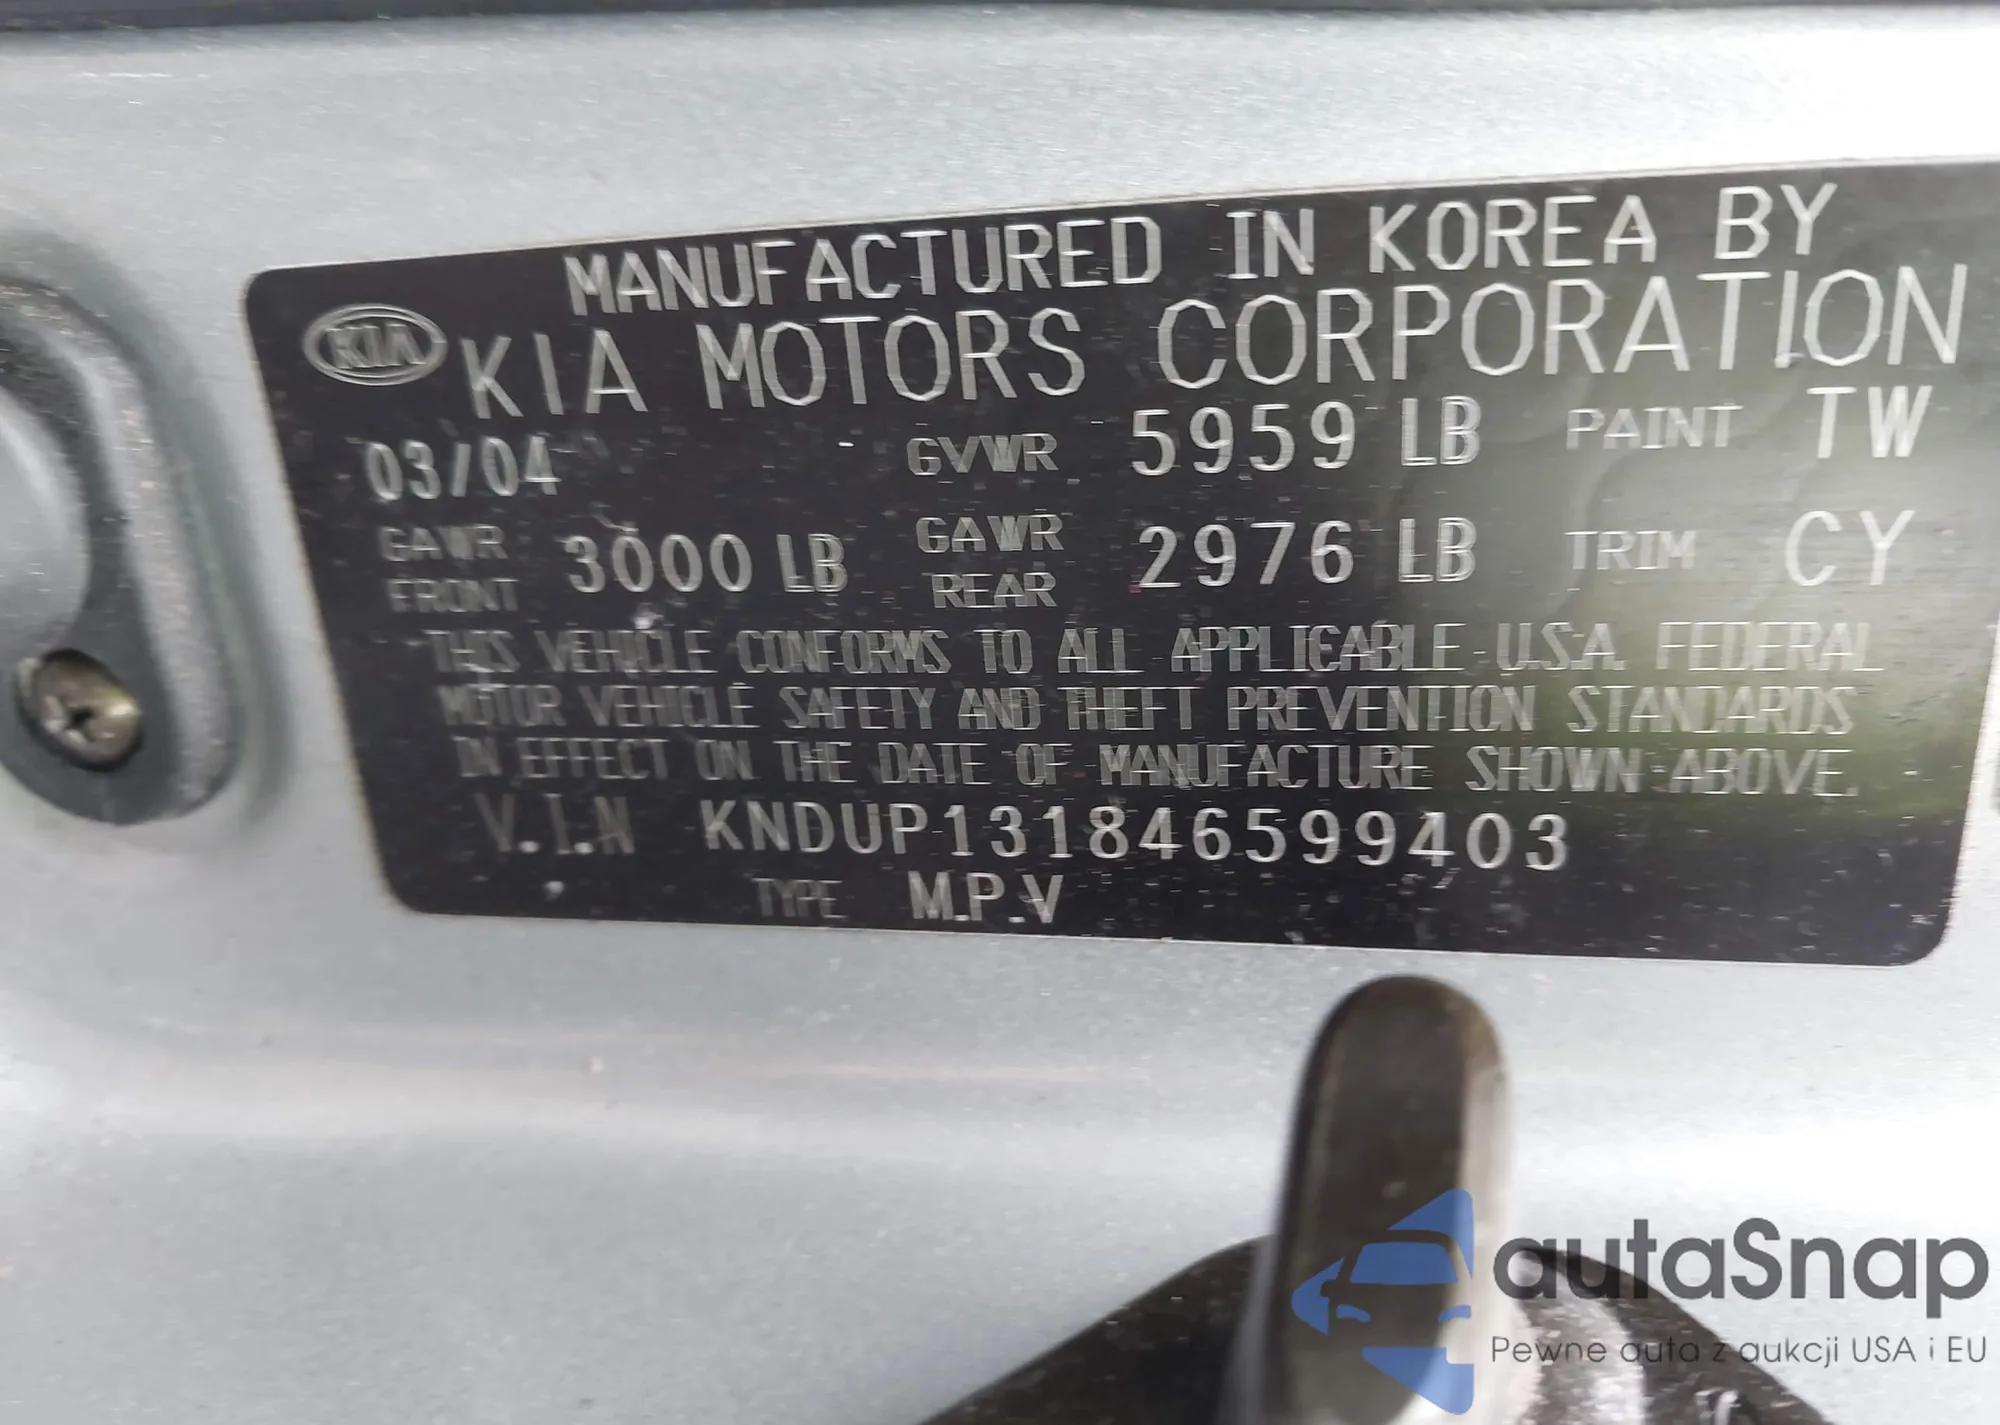 MANUFACTURED IN KOREA BY
KIA KIA MOTORS CORPORATION
03/04 GVWR 5959 LB PAINT TW
GAWR FRONT 3000 LB GAWR REAR 2976 LB TRIM CY
THIS VEHICLE CONFORMS TO ALL APPLICABLE U.S.A. FEDERAL
MOTOR VEHICLE SAFETY AND THEFT PREVENTION STANDARDS
IN EFFECT ON THE DATE OF MANUFACTURE SHOWN ABOVE.
V.I.N KNDUP131846599403
TYPE M.P.V
autaSnap
Pewne auta z aukcji USA i EU